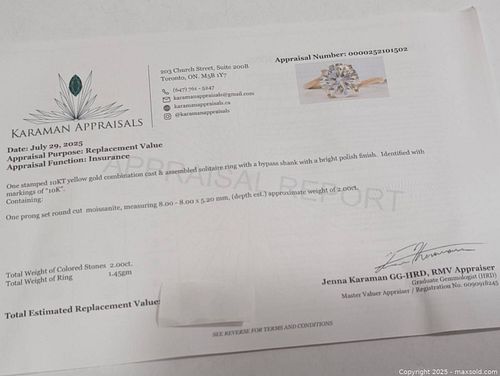 KARAMAN APPRAISALS
203 Church Street, Suite 200B
Toronto, ON. M5B 1Y7
karamanappraisals@gmail.com
karamanappraisals.ca
@karamanappraisals
Appraisal Number: 0000252101502
Date: July 29, 2025
Appraisal Purpose: Replacement Value
Appraisal Function: Insurance
APPRAISAL REPORT
One stamped 10KT yellow gold combination cast & assembled solitaire ring with a bypass shank with a bright polish finish. Identified with
markings of "10K".
Containing:
One prong set round cut moissanite, measuring 8.00 - 8.00 x 5.20 mm, (depth est.) approximate weight of 2.00ct.
Total Weight of Colored Stones 2.00ct.
Total Weight of Ring 1.45gm
Total Estimated Replacement Value:
Jenna Karaman GG-HRD, RMV Appraiser
Graduate Gemmologist (HRD)
Master Valuer Appraiser / Registration No. 0090918245
SEE REVERSE FOR TERMS AND CONDITIONS
Copyright 2025 - maxsold.com